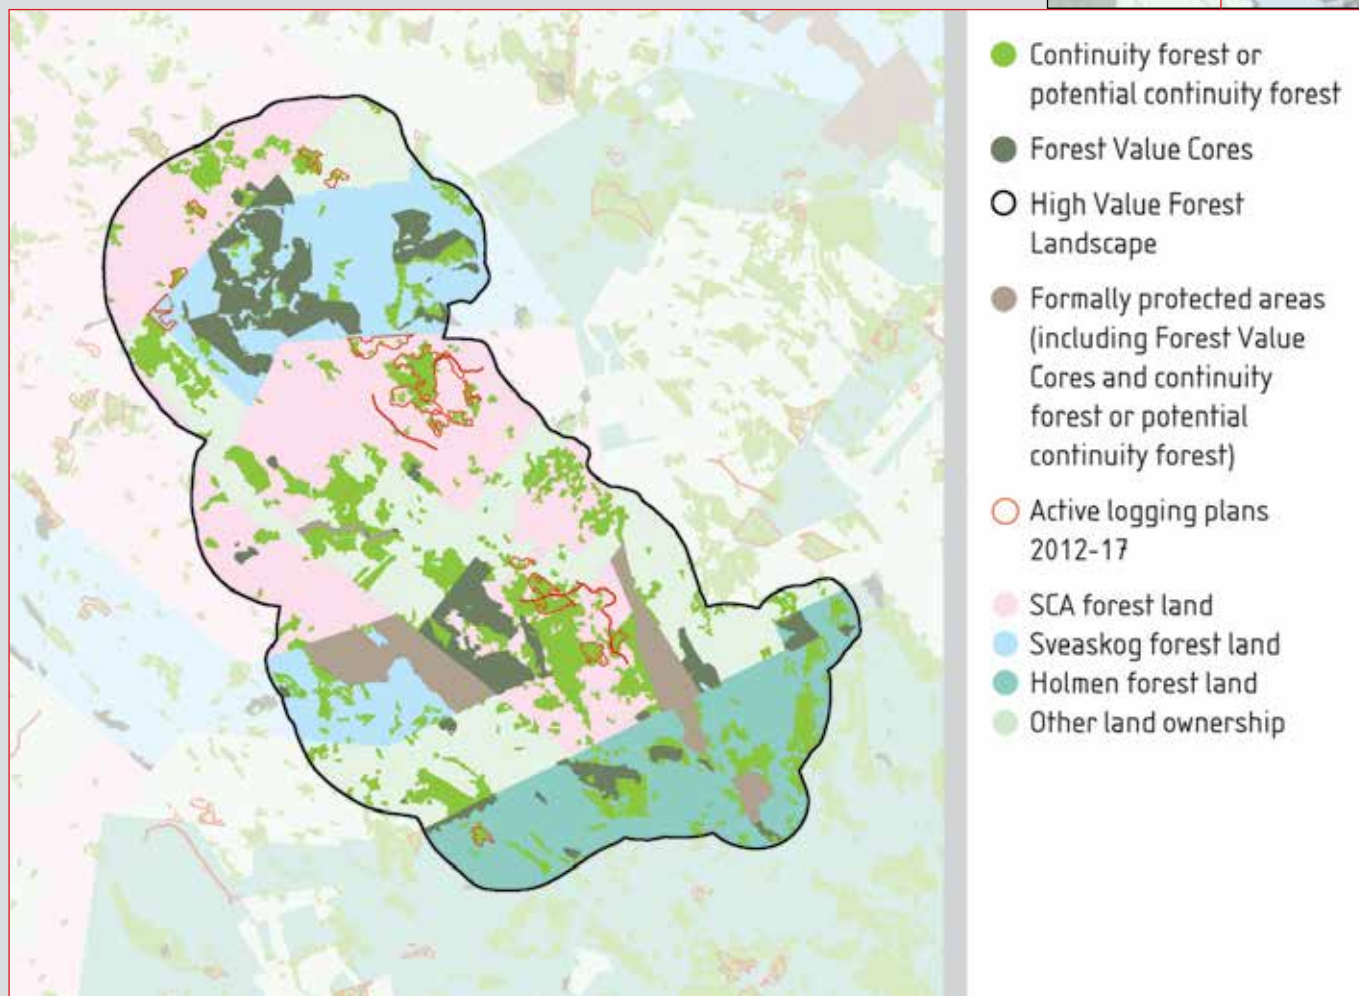 Continuity forest or
potential continuity forest
Forest Value Cores
High Value Forest
Landscape
Formally protected areas
(including Forest Value
Cores and continuity
forest or potential
continuity forest)
Active logging plans
2012-17
SCA forest land
Sveaskog forest land
Holmen forest land
Other land ownership